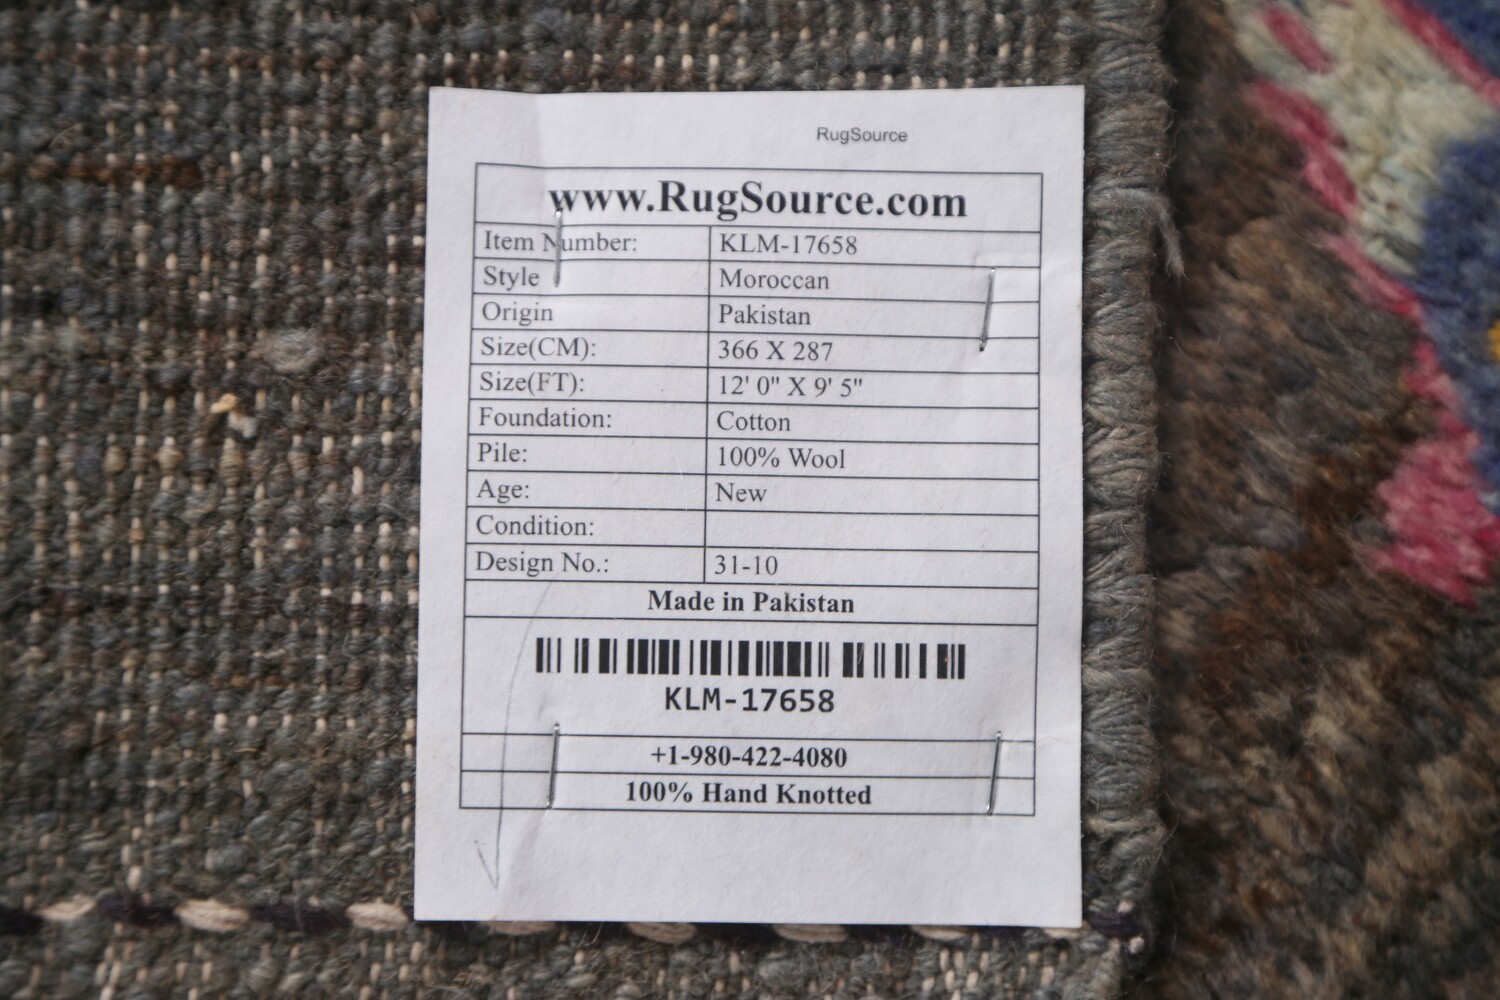 RugSource
www.RugSource.com
Item Number: KLM-17658
Style Moroccan
Origin Pakistan
Size(CM): 366 X 287
Size(FT): 12' 0" X 9' 5"
Foundation: Cotton
Pile: 100% Wool
Age: New
Condition:
Design No.: 31-10
Made in Pakistan
KLM-17658
+1-980-422-4080
100% Hand Knotted